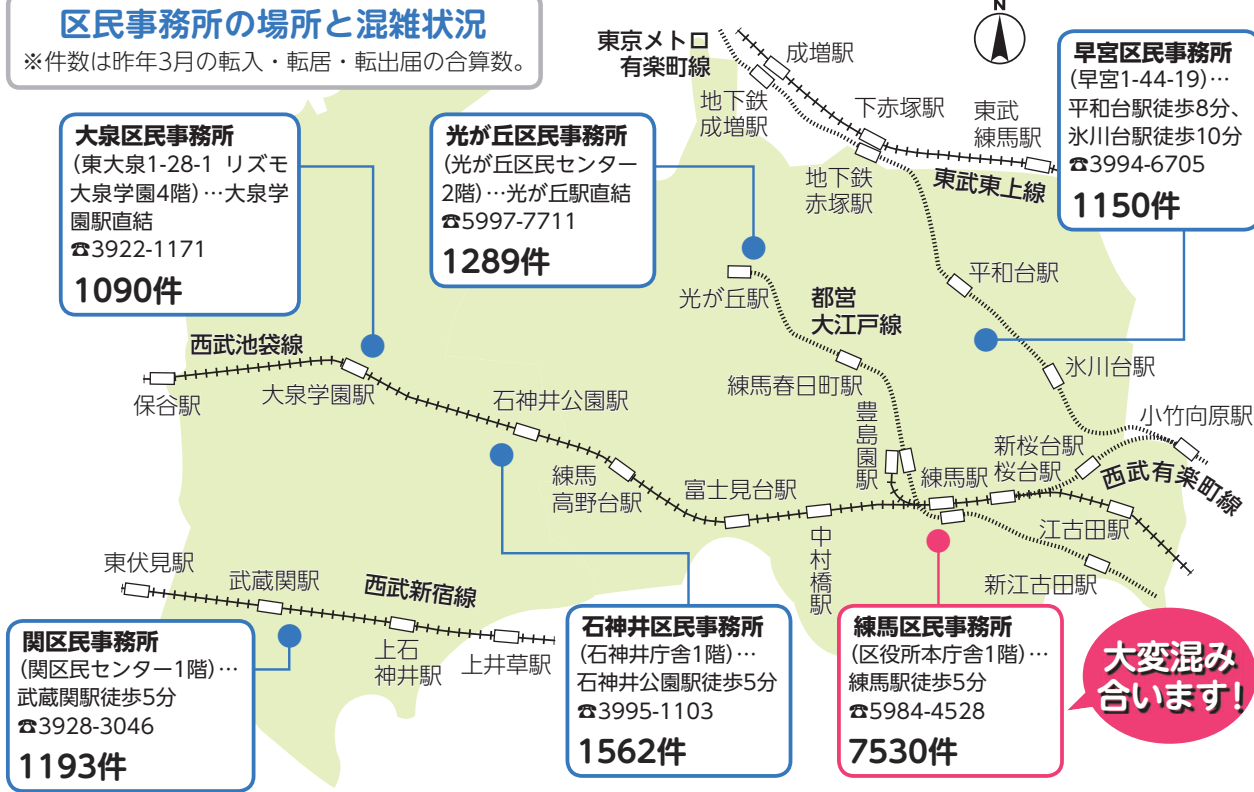 区民事務所の場所と混雑状況
※件数は昨年3月の転入・転居・転出届の合算数。
N
東京メトロ
有楽町線
成増駅
地下鉄
成増駅
下赤塚駅
東武
練馬駅
地下鉄
赤塚駅
東武東上線
早宮区民事務所
(早宮1-44-19)…
平和台駅徒歩8分、
氷川台駅徒歩10分
☎3994-6705
1150件
大泉区民事務所
(東大泉1-28-1 リズモ
大泉学園4階)…大泉学
園駅直結
☎3922-1171
1090件
光が丘区民事務所
(光が丘区民センター
2階)…光が丘駅直結
☎5997-7711
1289件
光が丘駅
都営
大江戸線
平和台駅
西武池袋線
保谷駅
大泉学園駅
石神井公園駅
練馬春日町駅
氷川台駅
豊島園駅
小竹向原駅
新桜台駅
桜台駅
西武有楽町線
練馬
高野台駅
富士見台駅
練馬駅
中村橋駅
江古田駅
新江古田駅
東伏見駅
武蔵関駅
西武新宿線
上石
神井駅
上井草駅
関区民事務所
(関区民センター1階)…
武蔵関駅徒歩5分
☎3928-3046
1193件
石神井区民事務所
(石神井庁舎1階)…
石神井公園駅徒歩5分
☎3995-1103
1562件
練馬区民事務所
(区役所本庁舎1階)…
練馬駅徒歩5分
☎5984-4528
7530件
大変混み
合います!